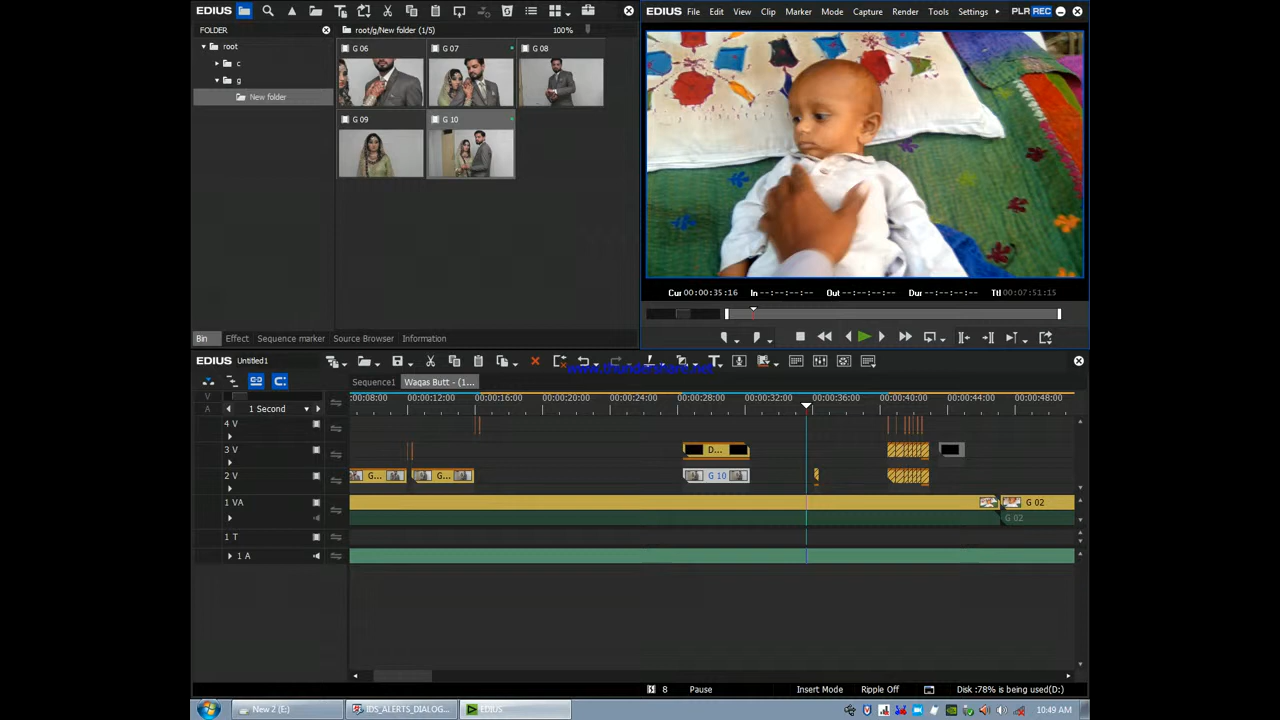 EDIUS
EDIUS File Edit View Clip Marker Mode Capture Render Tools Settings PLR REC
FOLDER
root/g/New folder (1/5) 100%
root
c
g
New folder
G 06 G 07 G 08
G 09 G 10
Cur 00:00:35:16 In --:--:--:-- Out --:--:--:-- Dur --:--:--:-- Ttl 00:07:51:15
Bin Effect Sequence marker Source Browser Information
EDIUS Untitled1
www.thundershare.net
Sequence1 Waqas Butt - (1...
V
A 1 Second
:00:08:00 00:00:12:00 00:00:16:00 00:00:20:00 00:00:24:00 00:00:28:00 00:00:32:00 00:00:36:00 00:00:40:00 00:00:44:00 00:00:48:00
4 V
3 V D...
2 V G... G... G 10
1 VA G 02
G 02
1 T
1 A
8 Pause Insert Mode Ripple Off Disk :78% is being used(D:)
New 2 (E:) IDS_ALERTS_DIALOG... EDIUS 10:49 AM